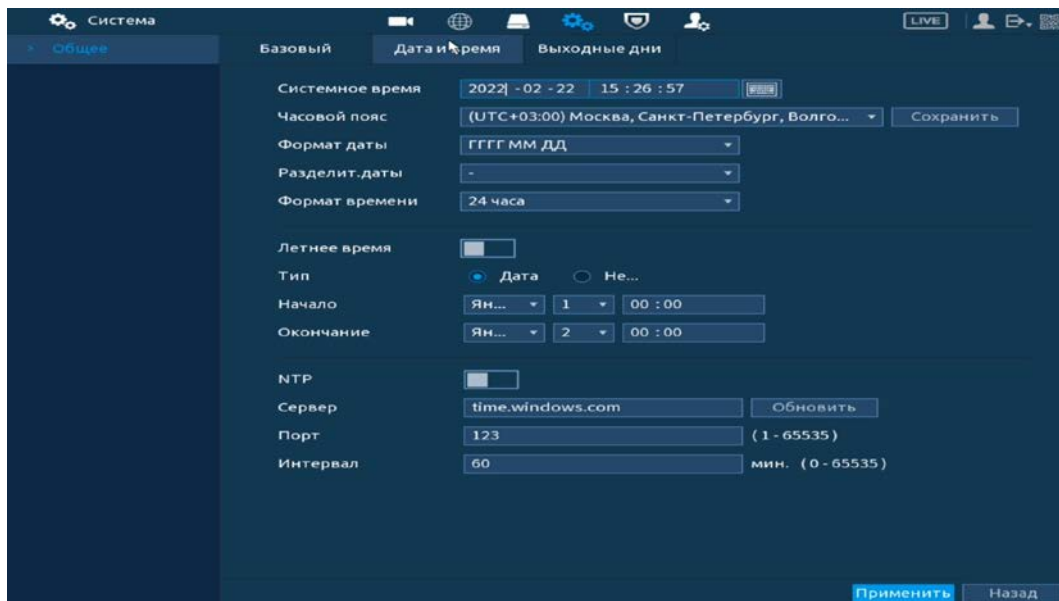 Система LIVE
Общее
Базовый Дата и время Выходные дни
Системное время 2022 - 02 - 22 15 : 26 : 57
Часовой пояс (UTC+03:00) Москва, Санкт-Петербург, Волго... Сохранить
Формат даты ГГГГ ММ ДД
Разделит.даты -
Формат времени 24 часа
Летнее время
Тип Дата Не...
Начало Ян... 1 00 : 00
Окончание Ян... 2 00 : 00
NTP
Сервер time.windows.com Обновить
Порт 123 (1 - 65535)
Интервал 60 мин. (0 - 65535)
Применить Назад